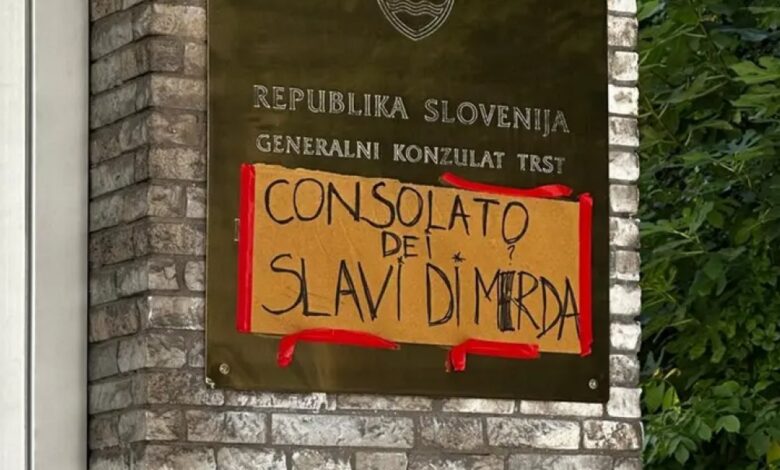 REPUBLIKA SLOVENIJA
GENERALNI KONZULAT TRST
CONSOLATO
DEI ?
SLAVI DI MERDA